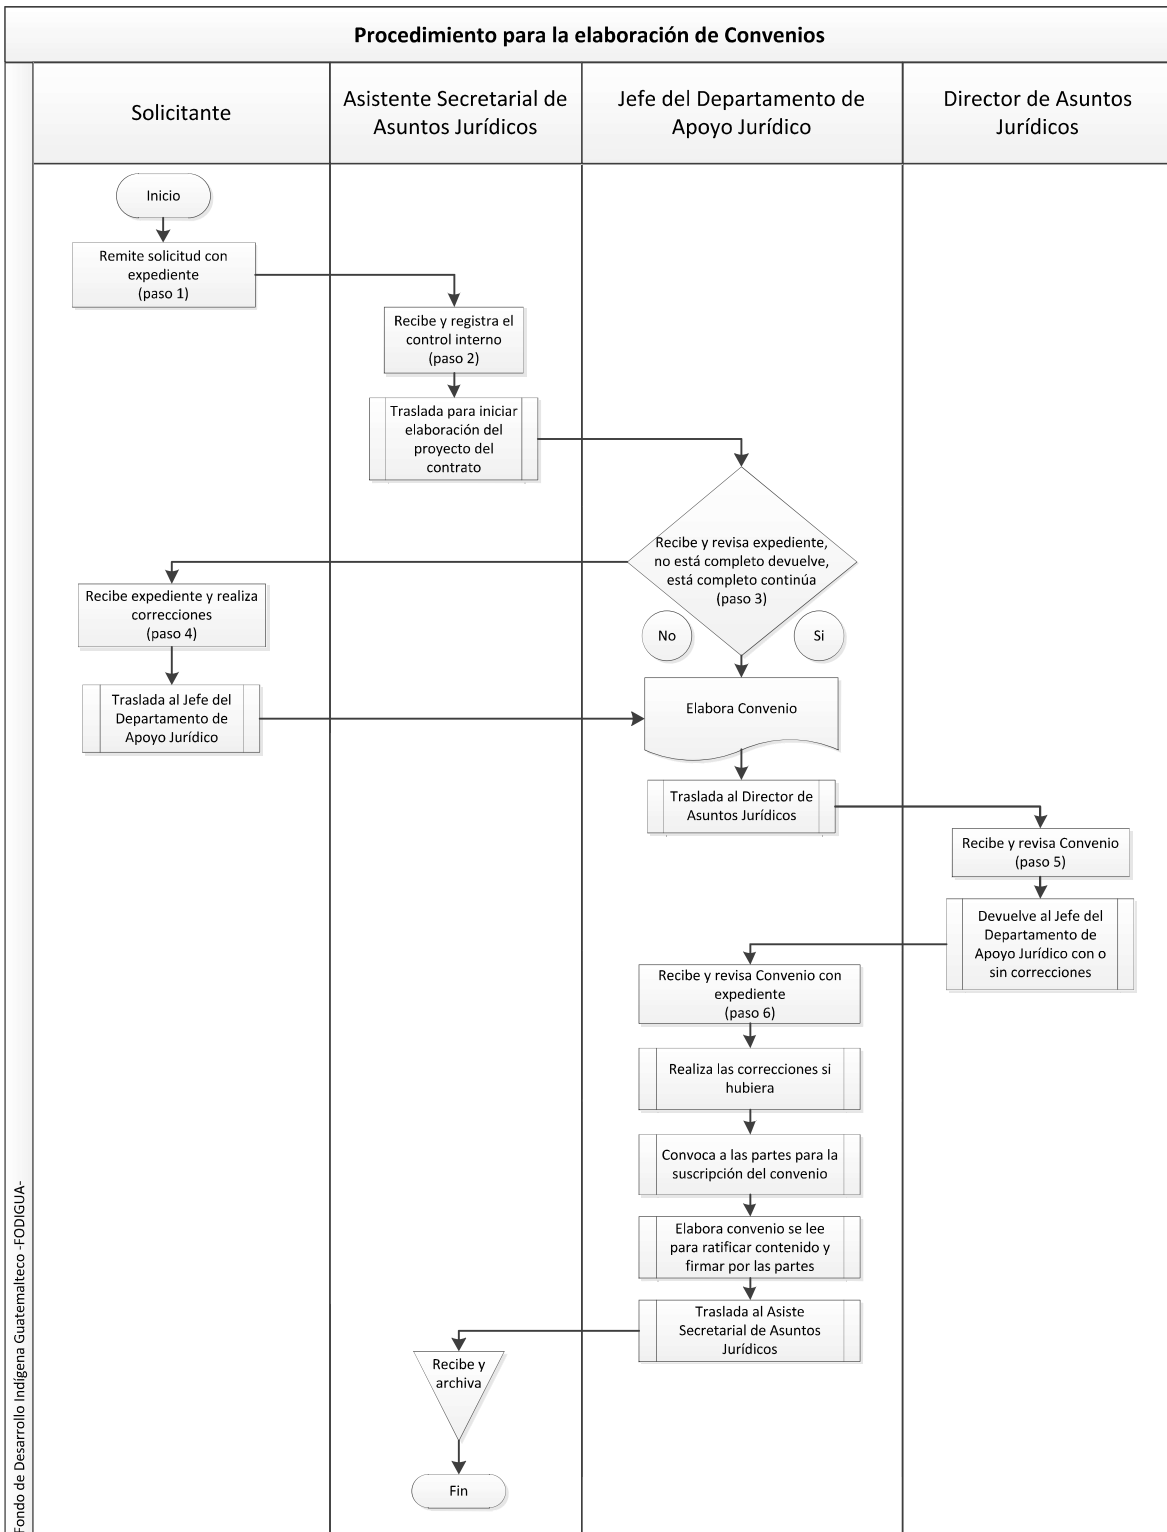 Procedimiento para la elaboración de Convenios
Solicitante
Asistente Secretarial de
Asuntos Jurídicos
Jefe del Departamento de
Apoyo Jurídico
Director de Asuntos
Jurídicos
Inicio
Remite solicitud con
expediente
(paso 1)
Recibe y registra el
control interno
(paso 2)
Traslada para iniciar
elaboración del
proyecto del
contrato
Recibe y revisa expediente,
no está completo devuelve,
está completo continúa
(paso 3)
No
Si
Recibe expediente y realiza
correcciones
(paso 4)
Traslada al Jefe del
Departamento de
Apoyo Jurídico
Elabora Convenio
Traslada al Director de
Asuntos Jurídicos
Recibe y revisa Convenio
(paso 5)
Devuelve al Jefe del
Departamento de
Apoyo Jurídico con o
sin correcciones
Recibe y revisa Convenio con
expediente
(paso 6)
Realiza las correcciones si
hubiera
Convoca a las partes para la
suscripción del convenio
Elabora convenio se lee
para ratificar contenido y
firmar por las partes
Traslada al Asiste
Secretarial de Asuntos
Jurídicos
Recibe y
archiva
Fin
Fondo de Desarrollo Indígena Guatemalteco -FODIGUA-